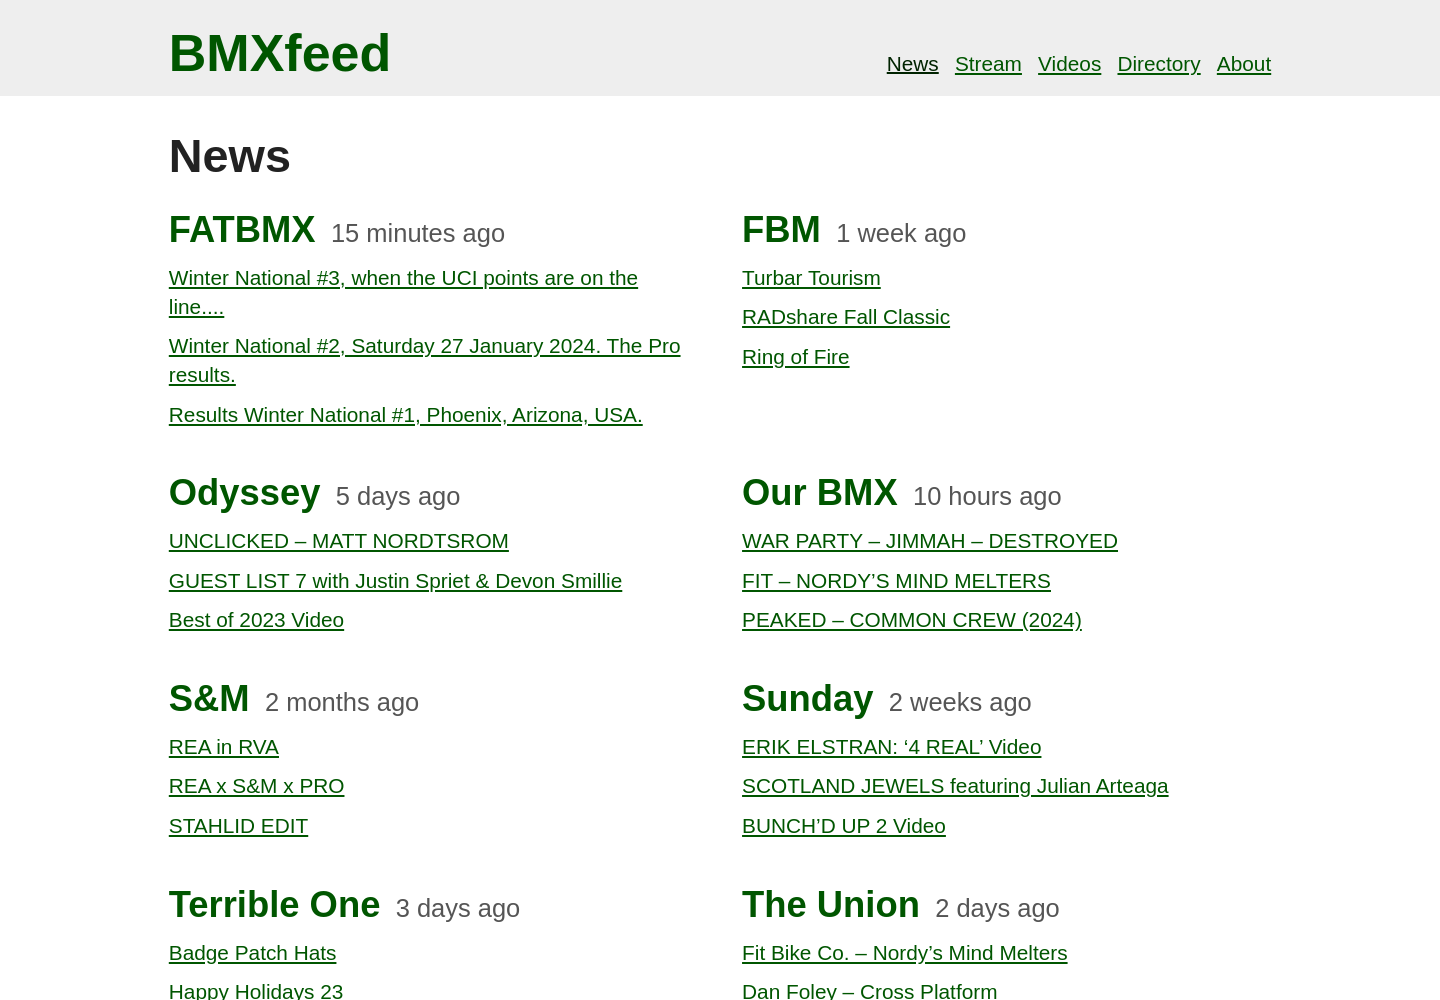 BMXfeed
News Stream Videos Directory About
News
FATBMX 15 minutes ago
Winter National #3, when the UCI points are on the
line....
Winter National #2, Saturday 27 January 2024. The Pro
results.
Results Winter National #1, Phoenix, Arizona, USA.
FBM 1 week ago
Turbar Tourism
RADshare Fall Classic
Ring of Fire
Odyssey 5 days ago
UNCLICKED – MATT NORDTSROM
GUEST LIST 7 with Justin Spriet & Devon Smillie
Best of 2023 Video
Our BMX 10 hours ago
WAR PARTY – JIMMAH – DESTROYED
FIT – NORDY’S MIND MELTERS
PEAKED – COMMON CREW (2024)
S&M 2 months ago
REA in RVA
REA x S&M x PRO
STAHLID EDIT
Sunday 2 weeks ago
ERIK ELSTRAN: ‘4 REAL’ Video
SCOTLAND JEWELS featuring Julian Arteaga
BUNCH’D UP 2 Video
Terrible One 3 days ago
Badge Patch Hats
Happy Holidays 23
The Union 2 days ago
Fit Bike Co. – Nordy’s Mind Melters
Dan Foley – Cross Platform